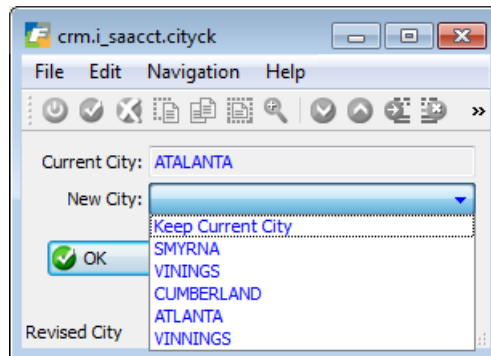 crm.i_saacct.cityck
File Edit Navigation Help
»
Current City: ATALANTA
New City:
Keep Current City
SMYRNA
VININGS
CUMBERLAND
ATLANTA
VINNINGS
OK
Revised City